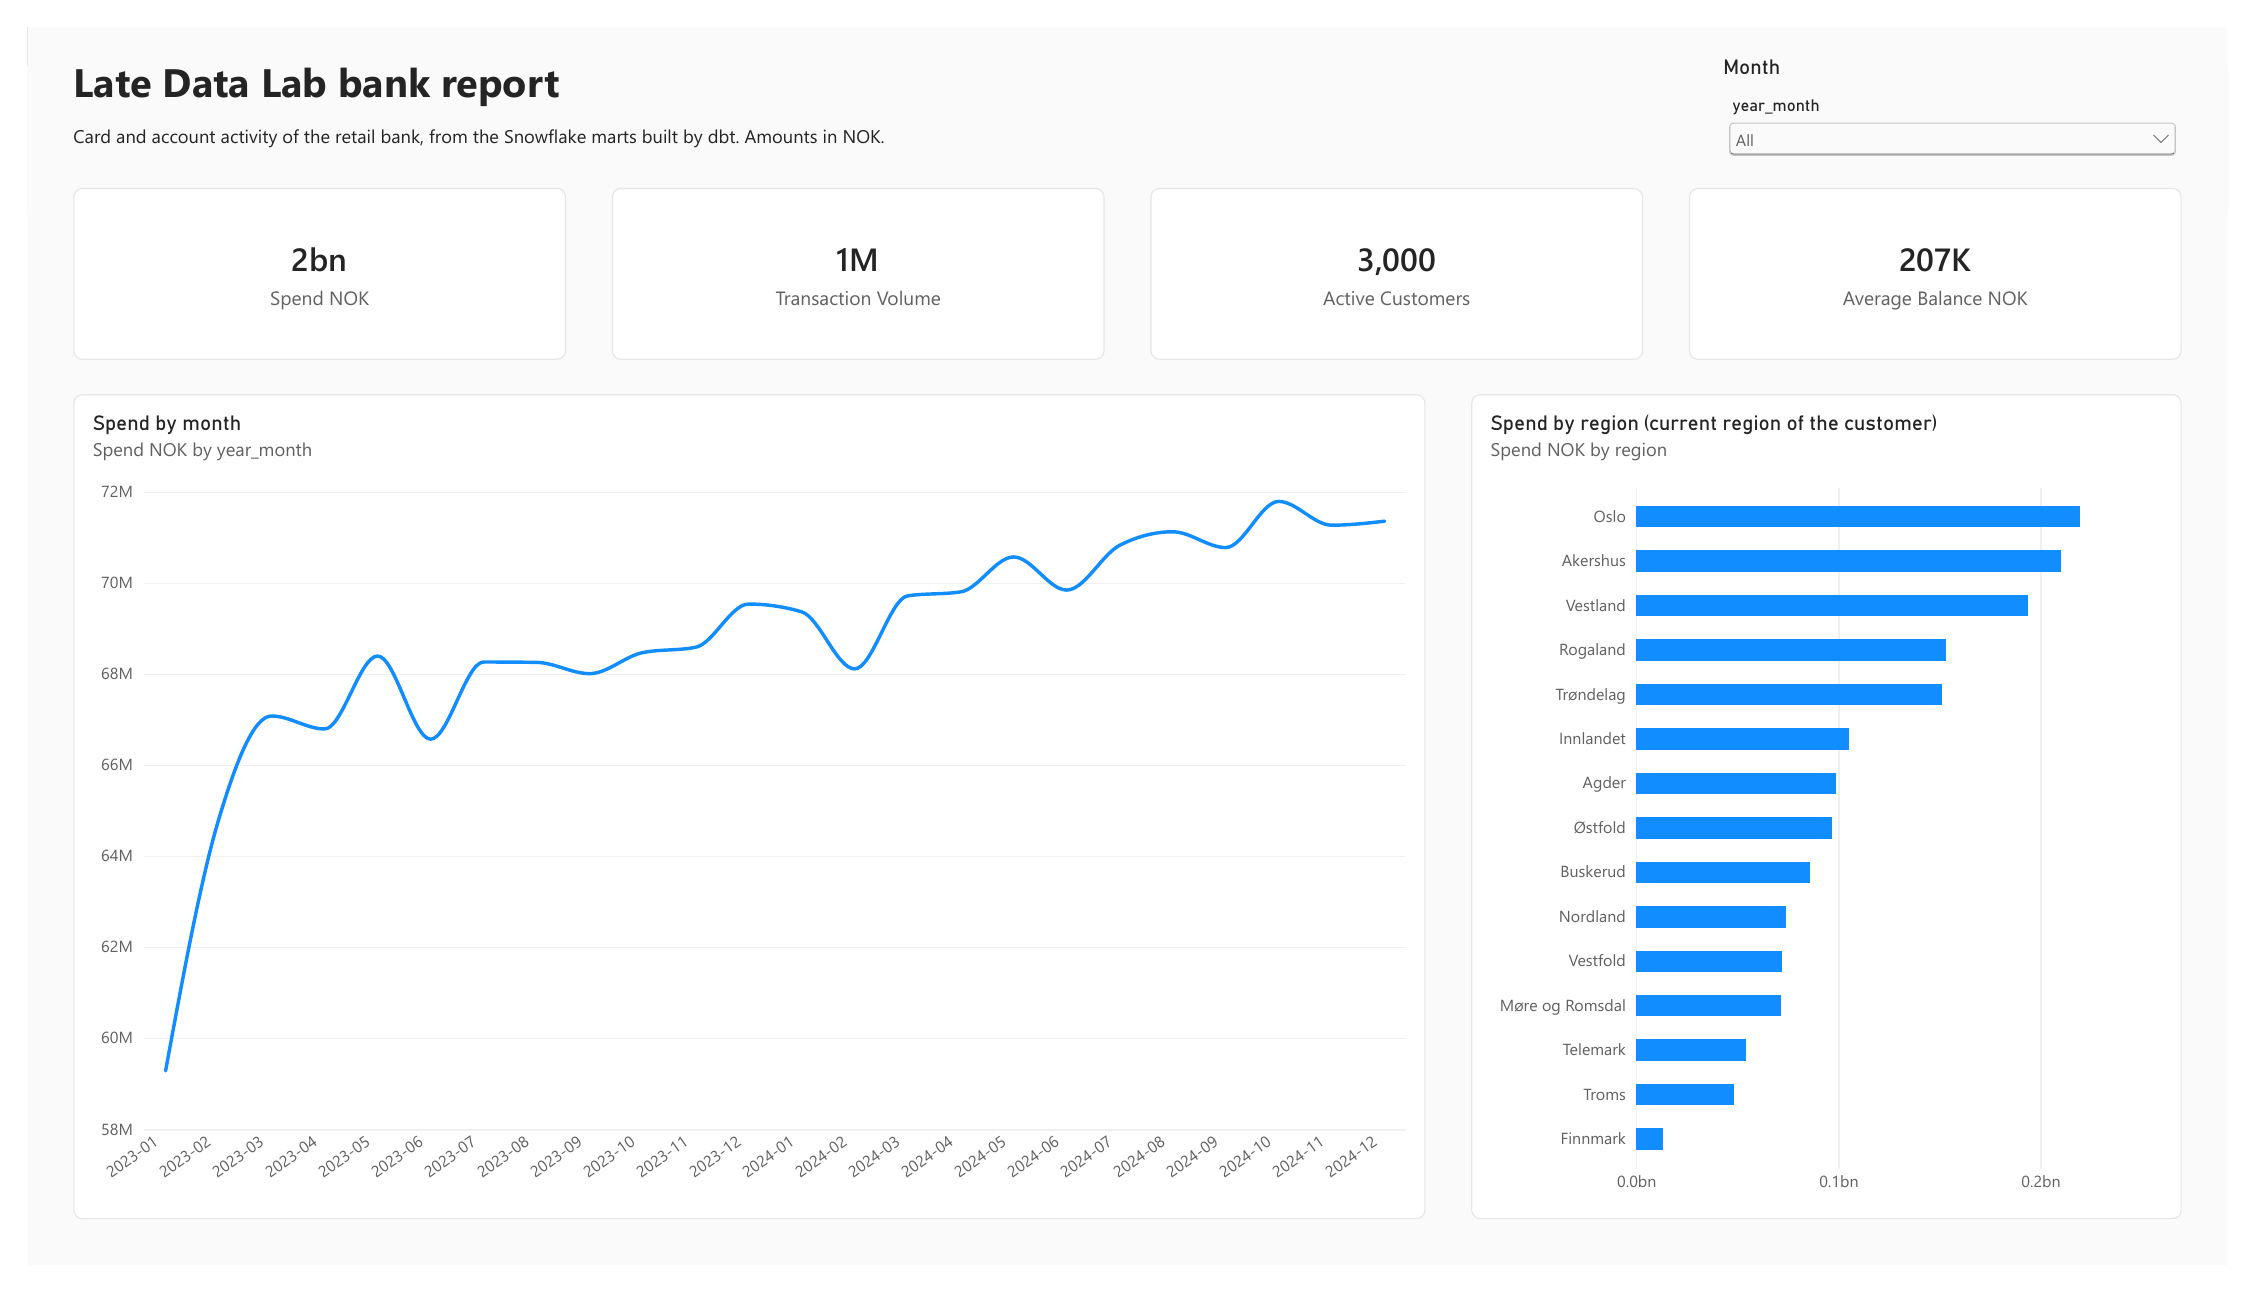 Late Data Lab bank report
Card and account activity of the retail bank, from the Snowflake marts built by dbt. Amounts in NOK.
Month
year_month
All
2bn
Spend NOK
1M
Transaction Volume
3,000
Active Customers
207K
Average Balance NOK
Spend by month
Spend NOK by year_month
72M
70M
68M
66M
64M
62M
60M
58M
2023-01
2023-02
2023-03
2023-04
2023-05
2023-06
2023-07
2023-08
2023-09
2023-10
2023-11
2023-12
2024-01
2024-02
2024-03
2024-04
2024-05
2024-06
2024-07
2024-08
2024-09
2024-10
2024-11
2024-12
Spend by region (current region of the customer)
Spend NOK by region
Oslo
Akershus
Vestland
Rogaland
Trøndelag
Innlandet
Agder
Østfold
Buskerud
Nordland
Vestfold
Møre og Romsdal
Telemark
Troms
Finnmark
0.0bn
0.1bn
0.2bn